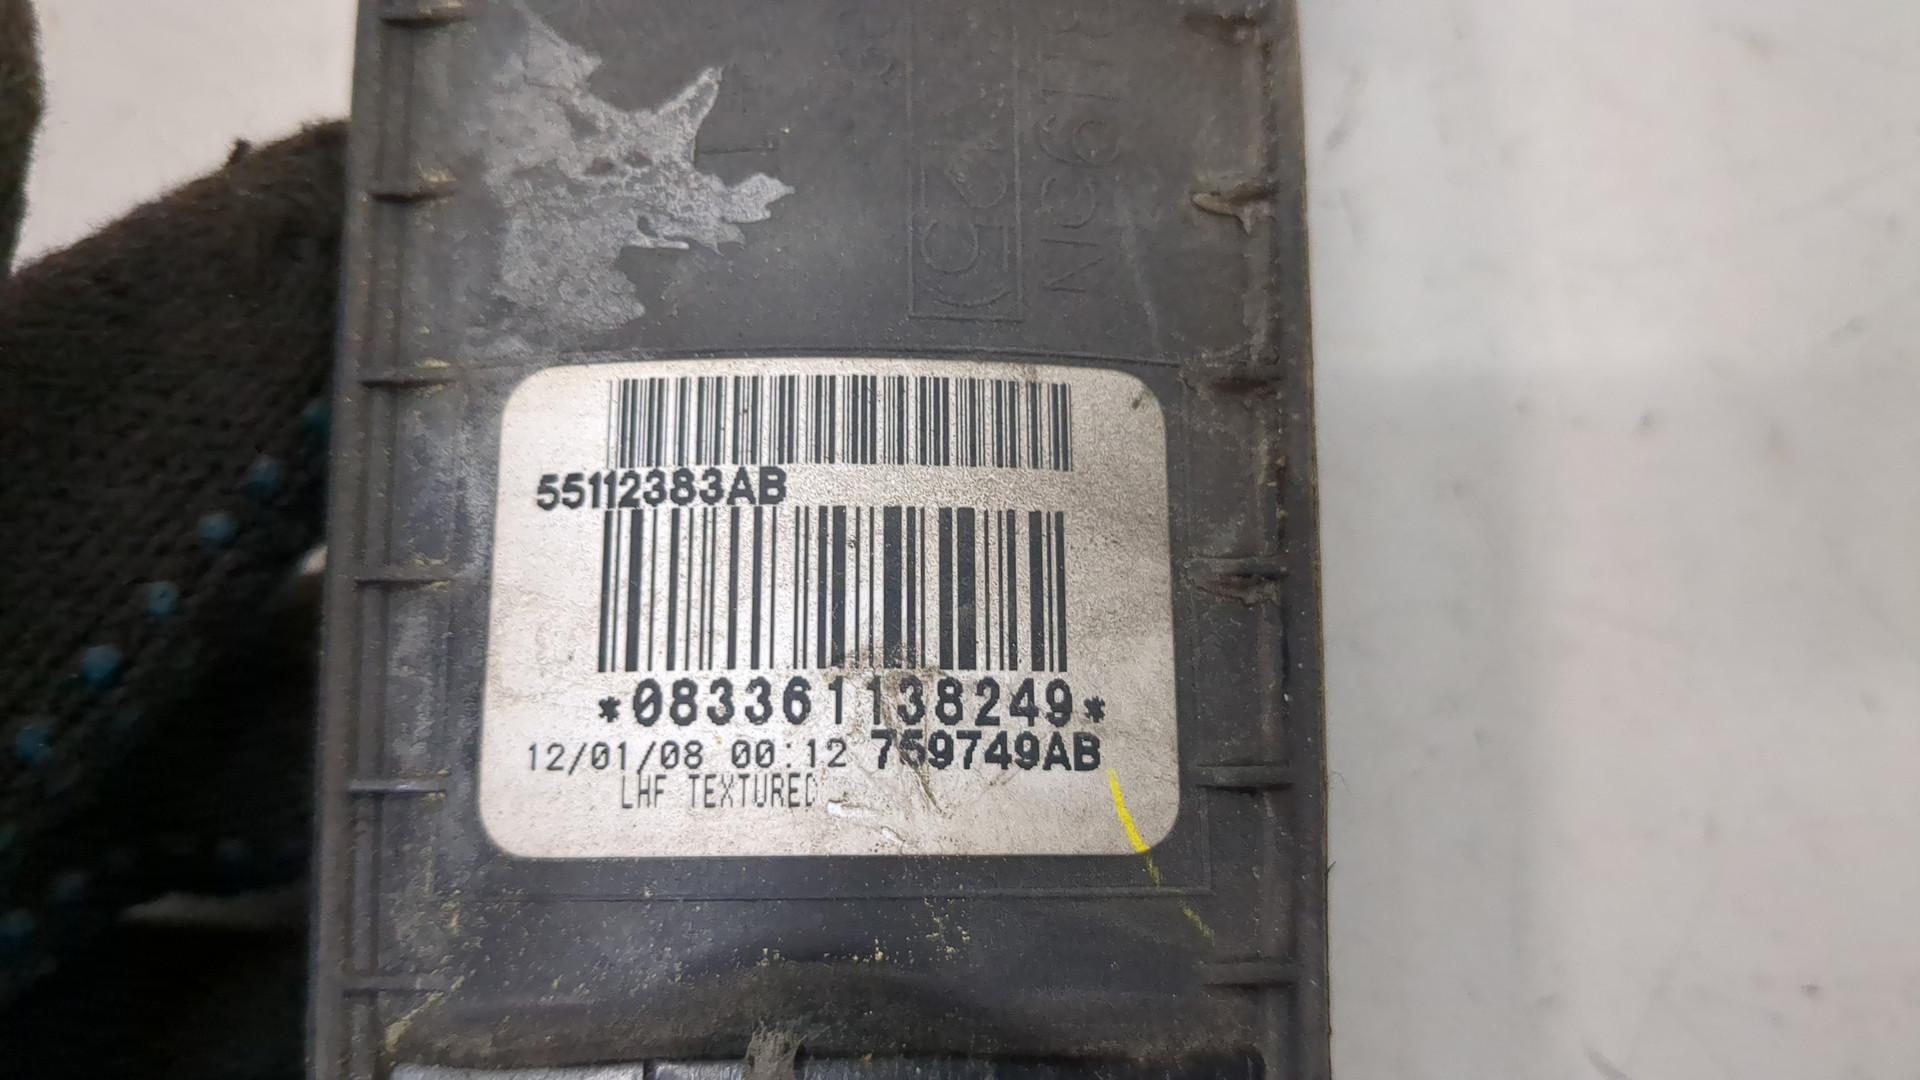 55112383AB
*083361138249*
12/01/08 00:12 759749AB
LHF TEXTURED